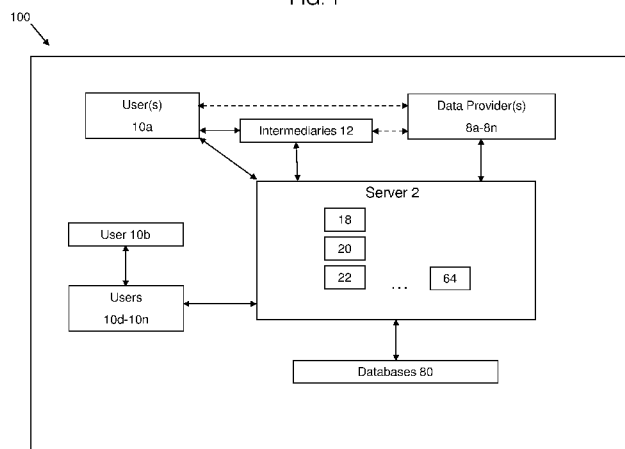 100
User(s)
10a
Intermediaries 12
Data Provider(s)
8a-8n
Server 2
18
20
22
...
64
User 10b
Users
10d-10n
Databases 80